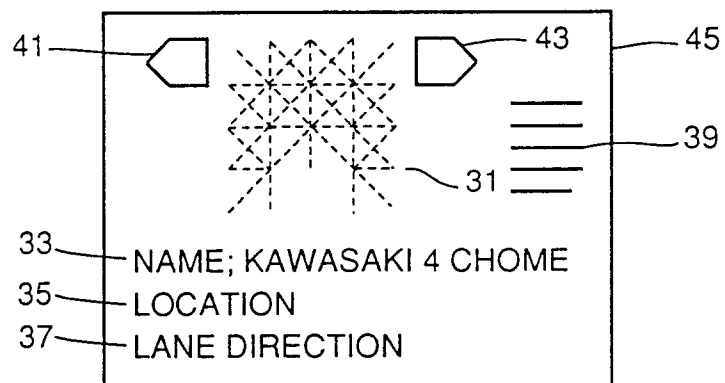 41
43
45
39
31
33 NAME; KAWASAKI 4 CHOME
35 LOCATION
37 LANE DIRECTION